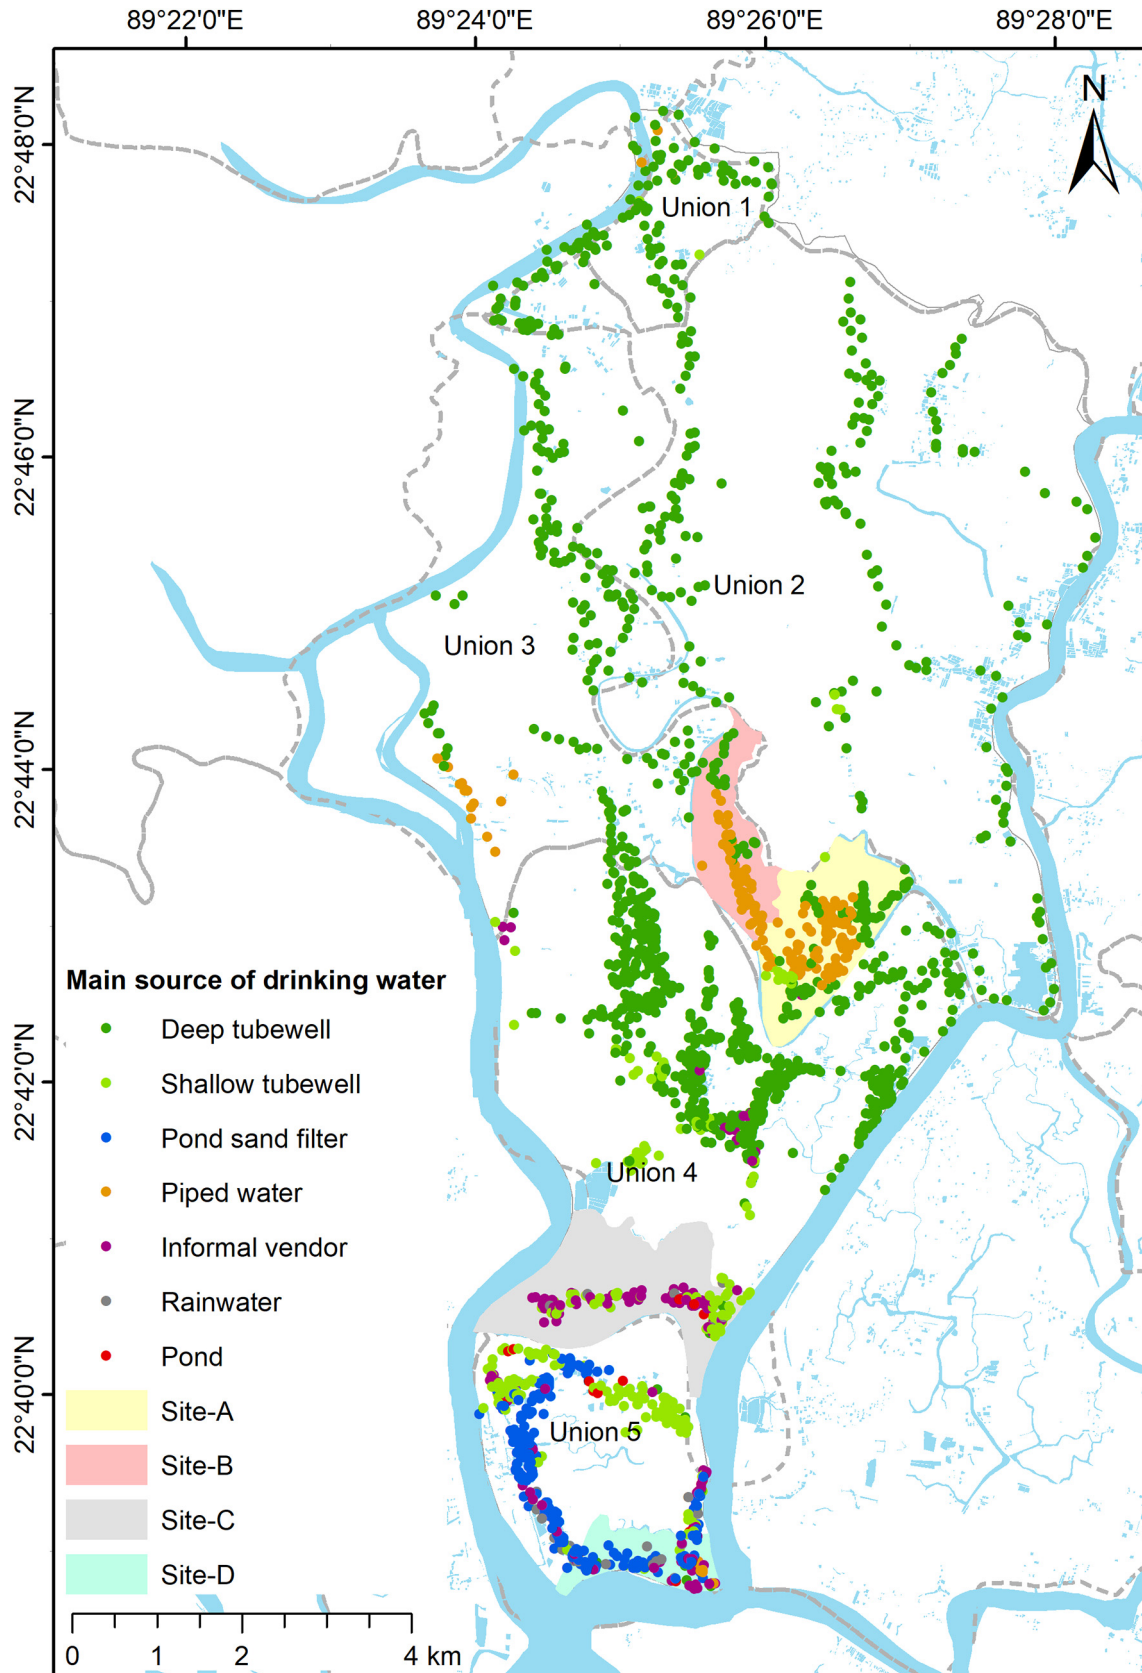 89°22'0"E 89°24'0"E 89°26'0"E 89°28'0"E
N
22°48'0"N
Union 1
22°46'0"N
Union 2
Union 3
22°44'0"N
Main source of drinking water
Deep tubewell
22°42'0"N
Shallow tubewell
Pond sand filter
Union 4
Piped water
Informal vendor
Rainwater
Pond
22°40'0"N
Site-A
Union 5
Site-B
Site-C
Site-D
0 1 2 4 km